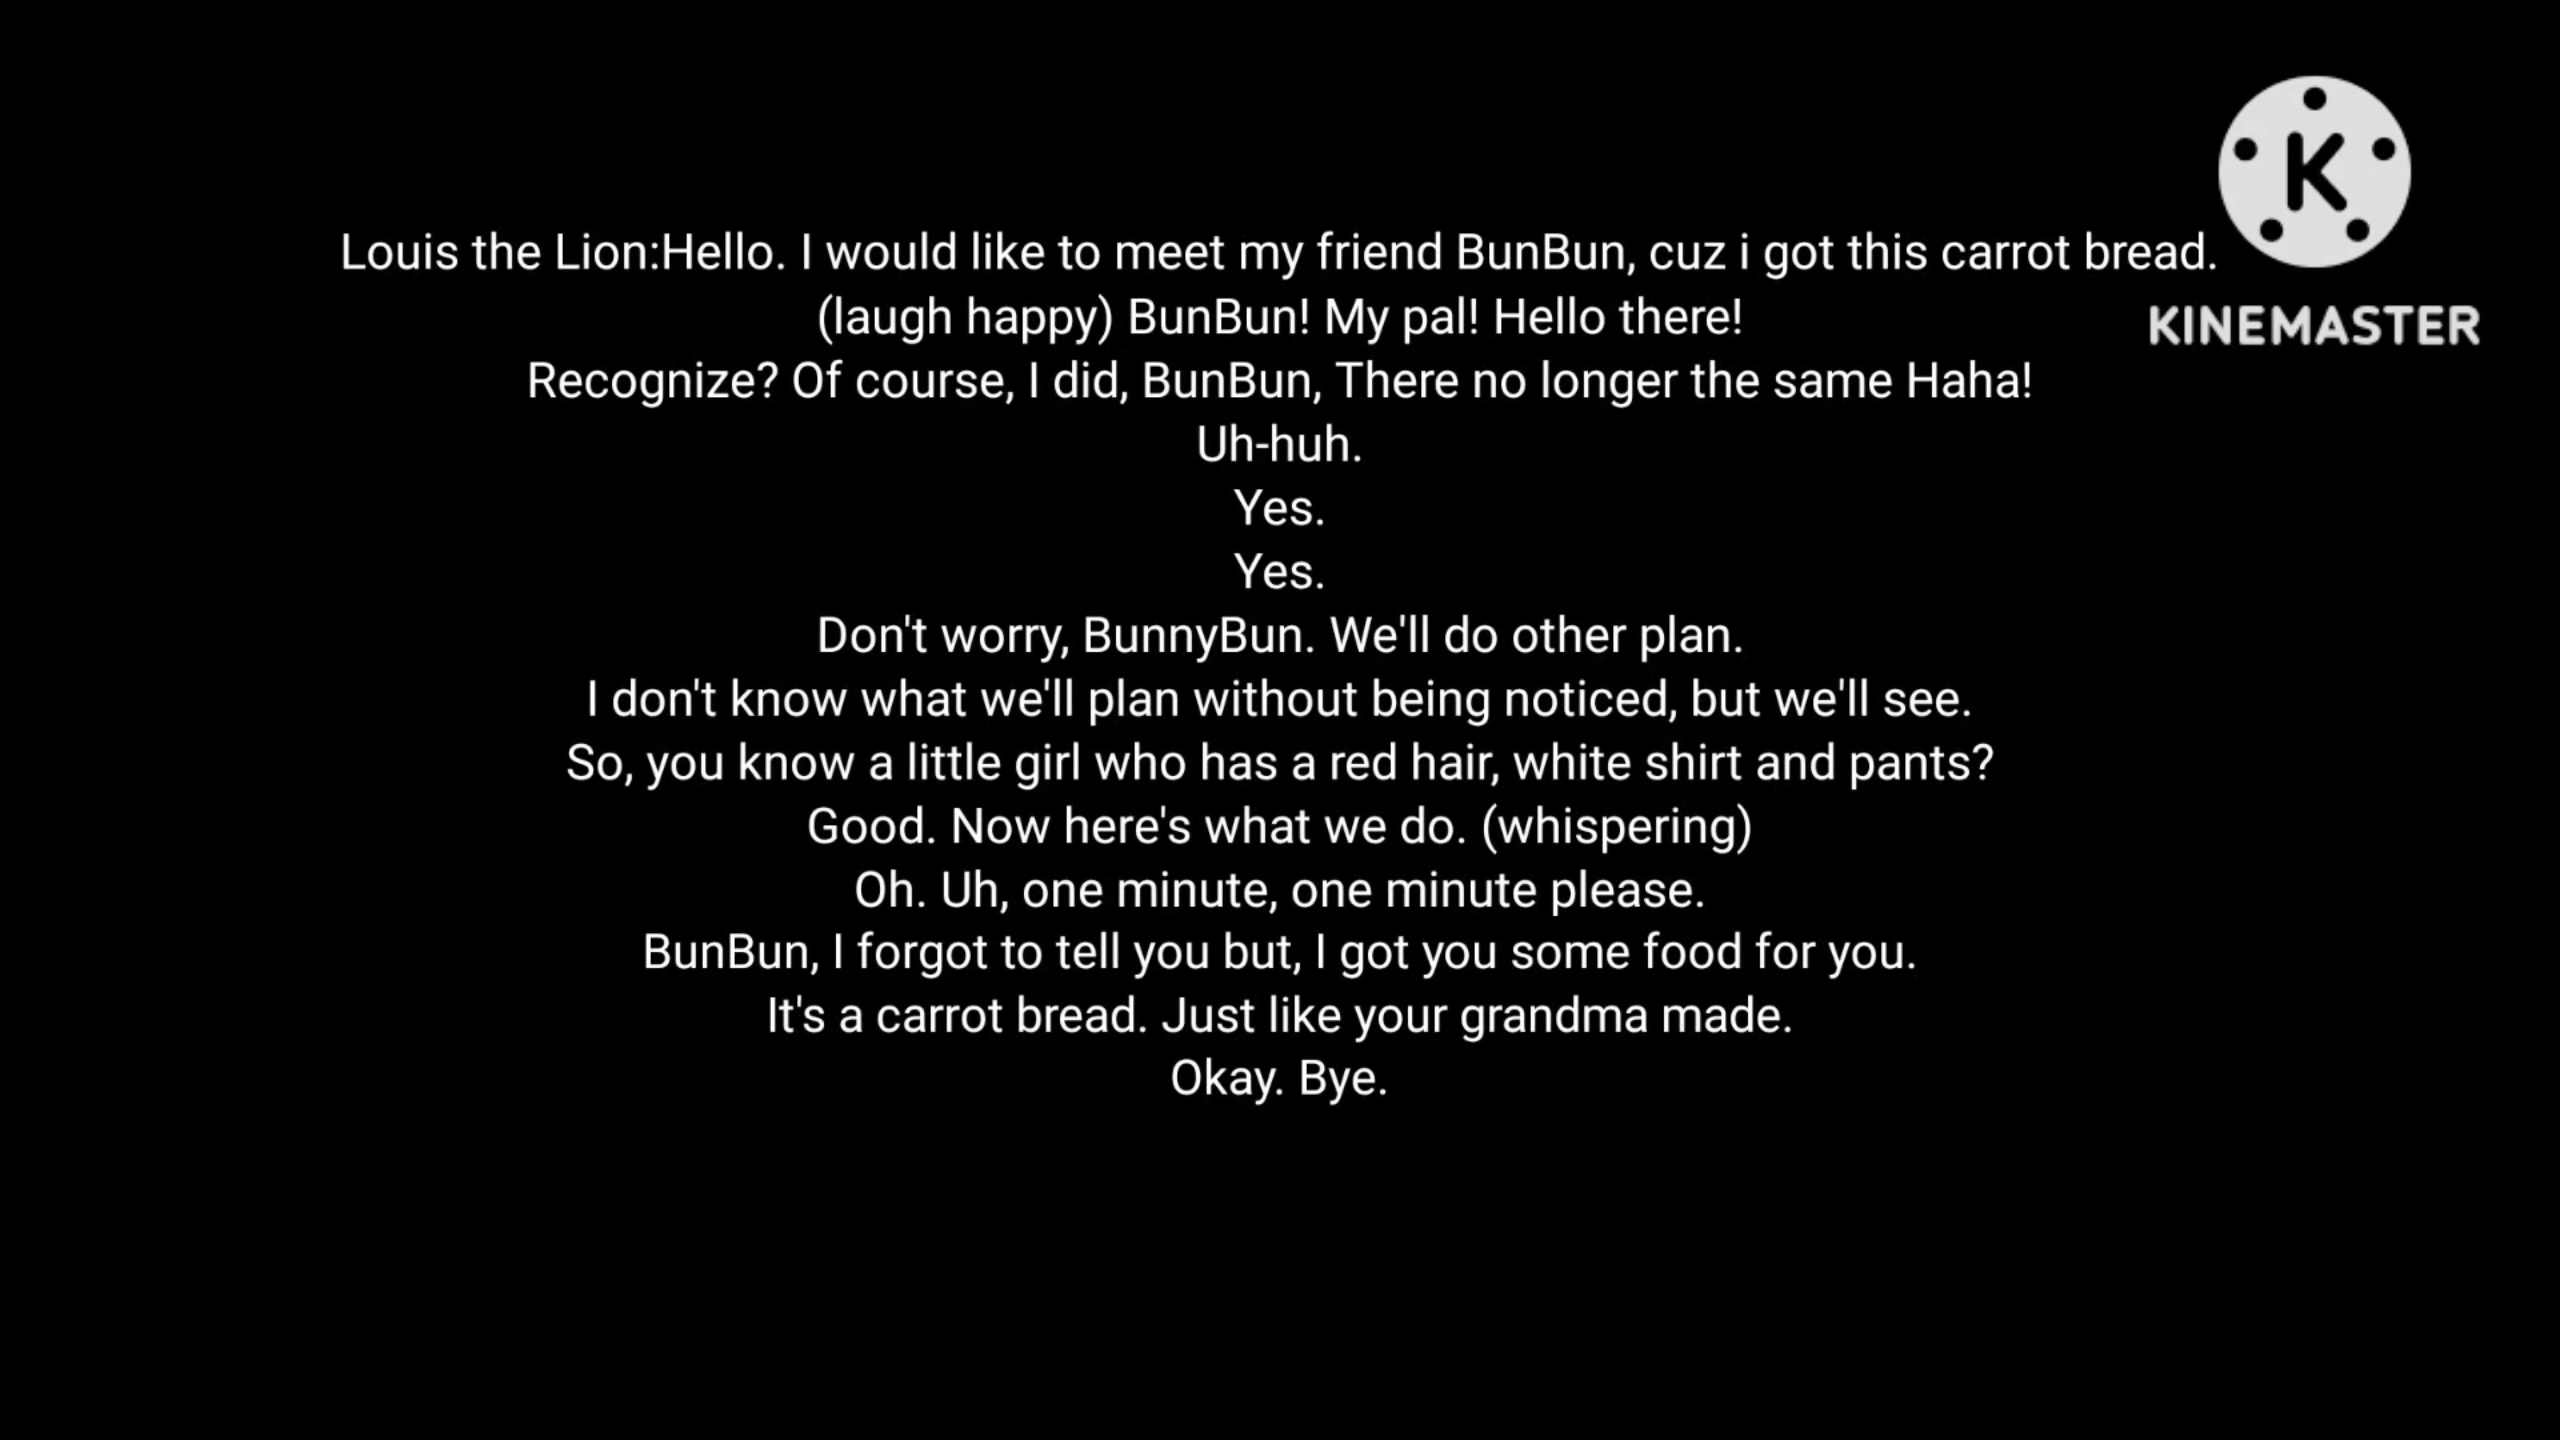 Louis the Lion:Hello. I would like to meet my friend BunBun, cuz i got this carrot bread.
(laugh happy) BunBun! My pal! Hello there!
Recognize? Of course, I did, BunBun, There no longer the same Haha!
Uh-huh.
Yes.
Yes.
Don't worry, BunnyBun. We'll do other plan.
I don't know what we'll plan without being noticed, but we'll see.
So, you know a little girl who has a red hair, white shirt and pants?
Good. Now here's what we do. (whispering)
Oh. Uh, one minute, one minute please.
BunBun, I forgot to tell you but, I got you some food for you.
It's a carrot bread. Just like your grandma made.
Okay. Bye.
K
KINEMASTER